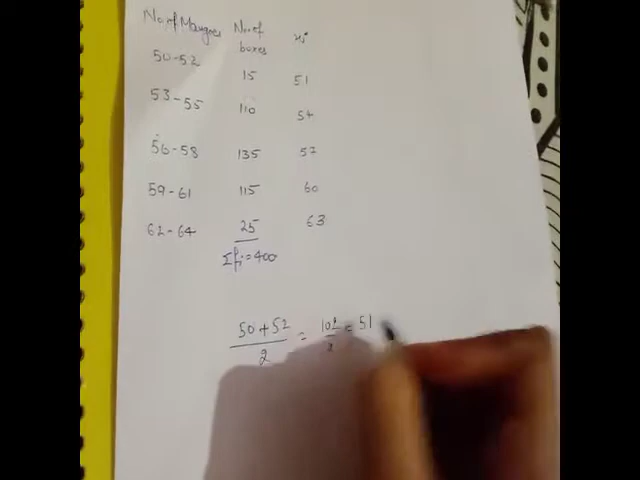 No. of Mangoes No. of boxes xi
50-52 15 51
53-55 110 54
56-58 135 57
59-61 115 60
62-64 25 63
Σfi = 400
50+52/2 = 102/2 = 51